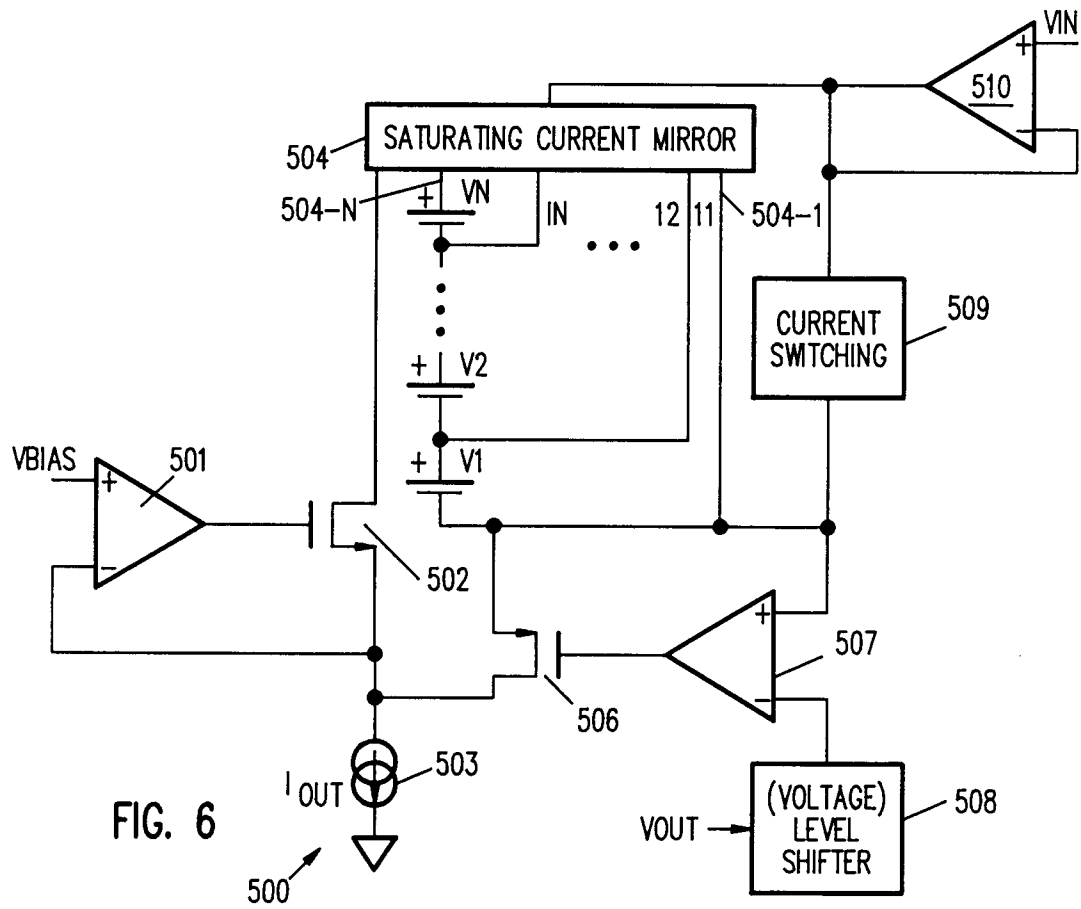 VIN
+
510
−
SATURATING CURRENT MIRROR
504
504-N
+ VN
IN
12 11
504-1
CURRENT
SWITCHING
509
+ V2
+ V1
VBIAS
+
−
501
502
+
−
507
506
I OUT
503
FIG. 6
500
VOUT
(VOLTAGE)
LEVEL
SHIFTER
508